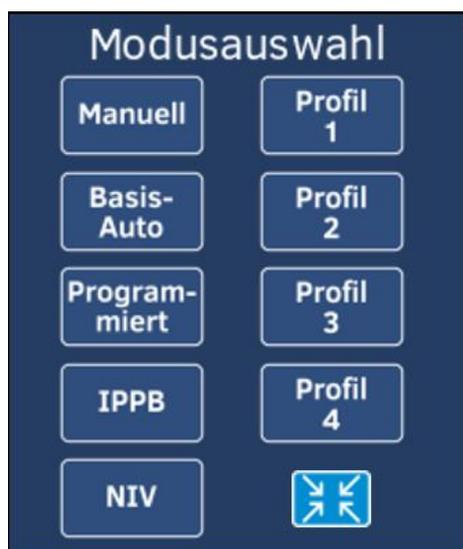 Modusauswahl
Manuell
Profil
1
Basis-
Auto
Profil
2
Program-
miert
Profil
3
IPPB
Profil
4
NIV